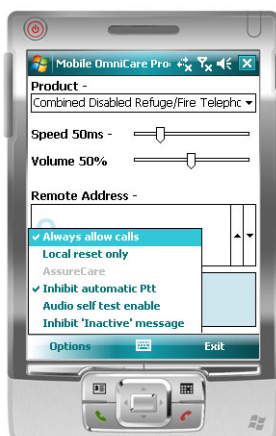 Mobile OmniCare Pro
Product -
Combined Disabled Refuge/Fire Telephc
Speed 50ms -
Volume 50%
Remote Address -
Always allow calls
Local reset only
AssureCare
Inhibit automatic Ptt
Audio self test enable
Inhibit 'Inactive' message
Options
Exit